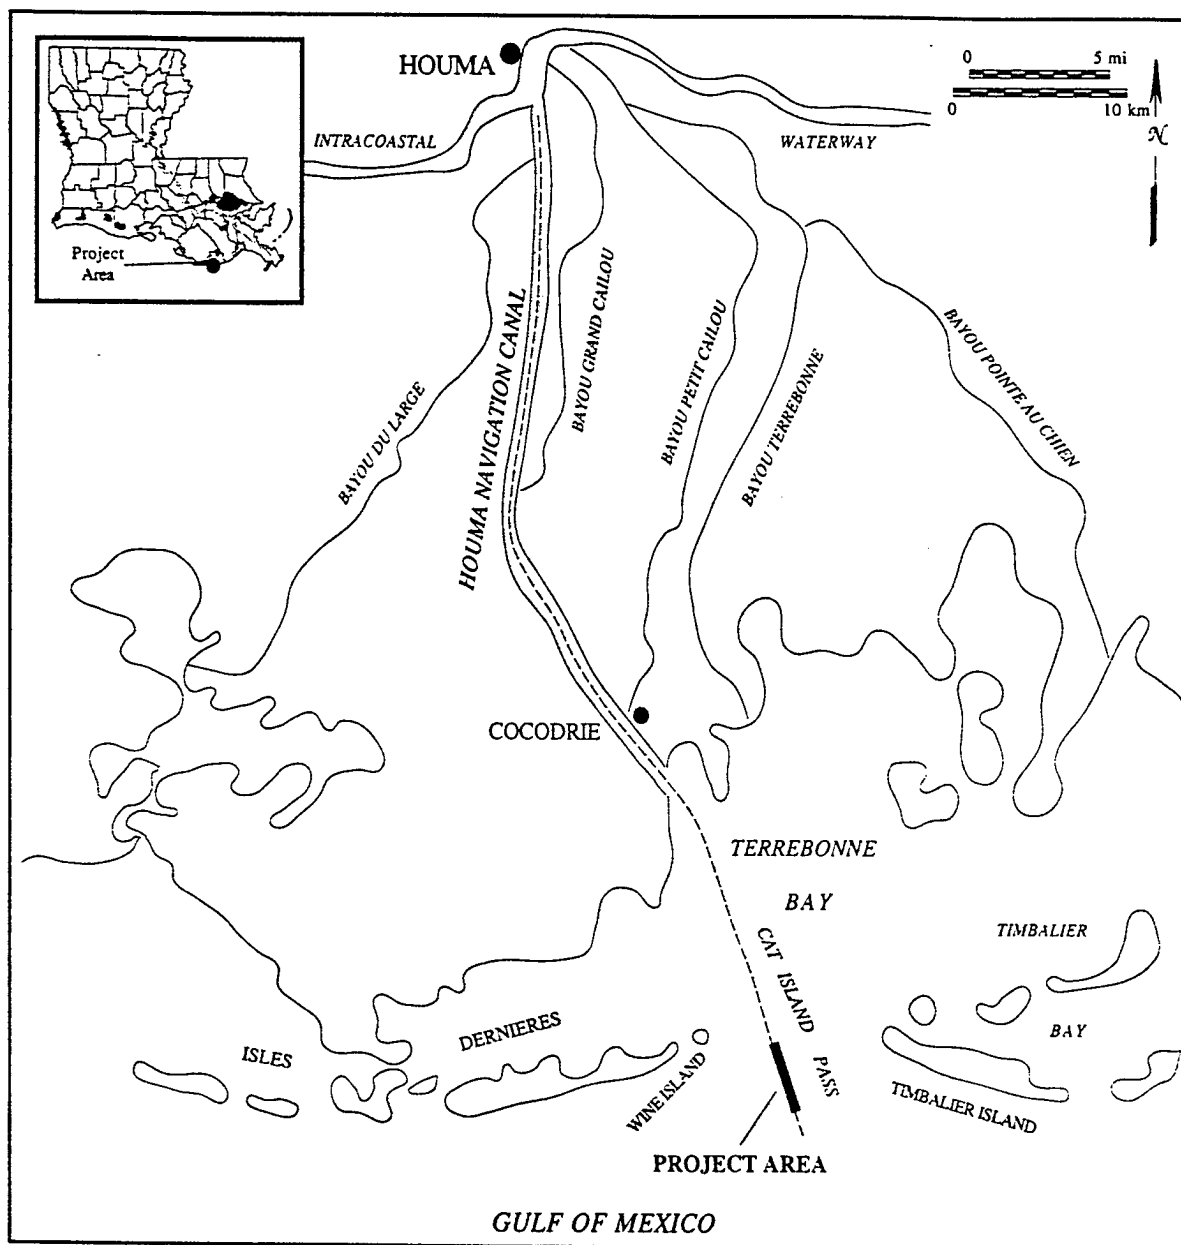 HOUMA
0 5 mi
0 10 km
N
INTRACOASTAL
WATERWAY
Project
Area
HOUMA NAVIGATION CANAL
BAYOU GRAND CAILOU
BAYOU PETIT CAILOU
BAYOU TERREBONNE
BAYOU POINTE AU CHIEN
BAYOU DU LARGE
COCODRIE
TERREBONNE
BAY
CAT ISLAND PASS
TIMBALIER
BAY
ISLES
DERNIERES
WINE ISLAND
TIMBALIER ISLAND
PROJECT AREA
GULF OF MEXICO